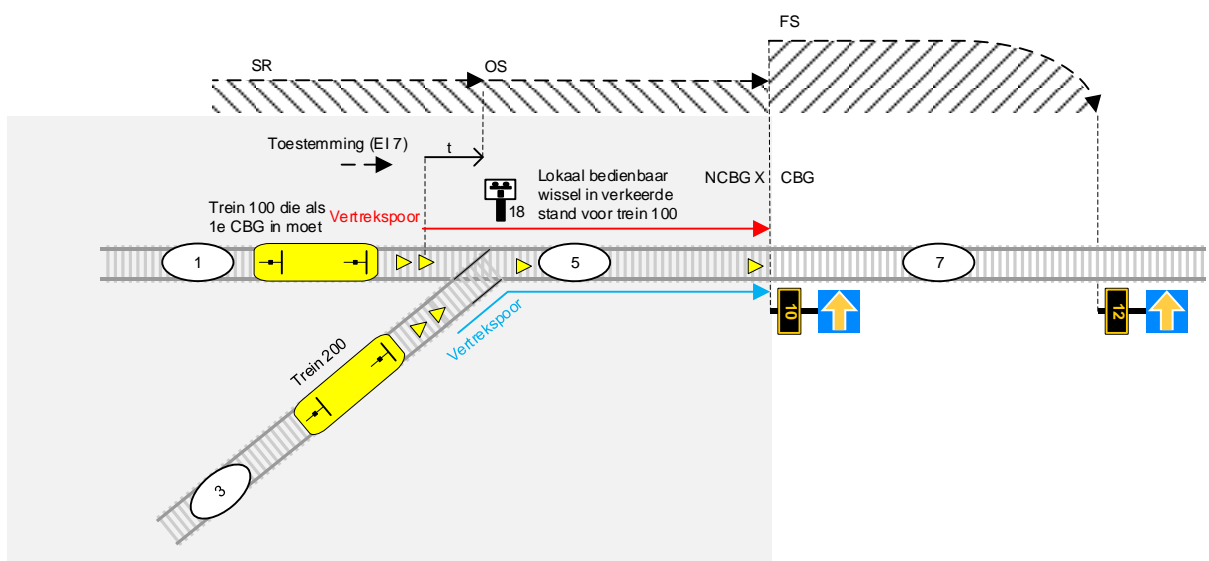 FS
SR
OS
Toestemming (EI 7)
t
Lokaal bedienbaar
wissel in verkeerde
stand voor trein 100
NCBG X
CBG
18
Trein 100 die als
1e CBG in moet
Vertrekspoor
1
5
7
10
12
Vertrekspoor
Trein 200
3